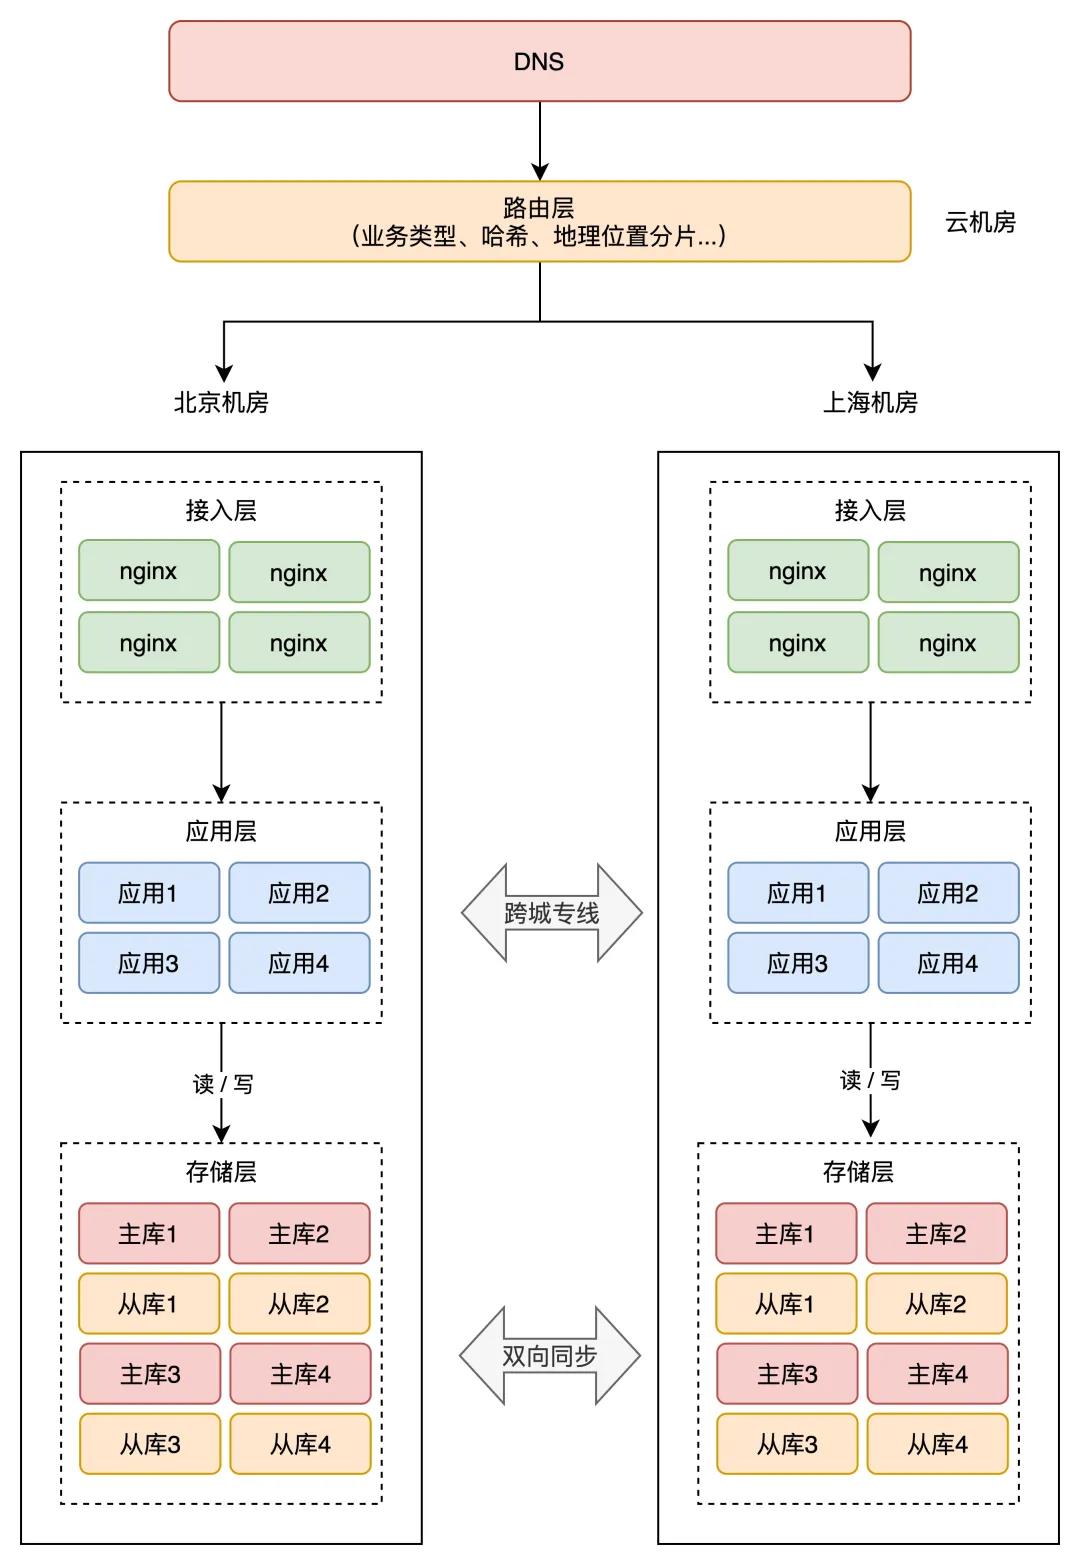 DNS
路由层
（业务类型、哈希、地理位置分片...）
云机房
北京机房
上海机房
接入层
nginx
nginx
nginx
nginx
应用层
应用1
应用2
应用3
应用4
读 / 写
存储层
主库1
主库2
从库1
从库2
主库3
主库4
从库3
从库4
跨城专线
双向同步
接入层
nginx
nginx
nginx
nginx
应用层
应用1
应用2
应用3
应用4
读 / 写
存储层
主库1
主库2
从库1
从库2
主库3
主库4
从库3
从库4